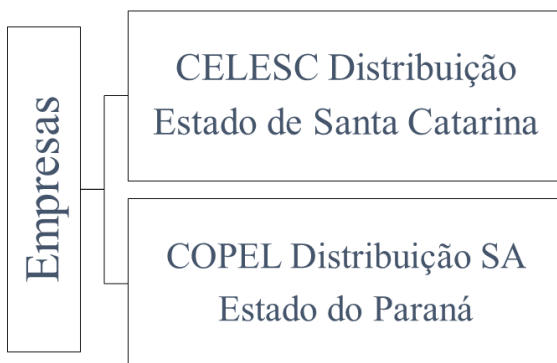 Empresas
CELESC Distribuição
Estado de Santa Catarina
COPEL Distribuição SA
Estado do Paraná